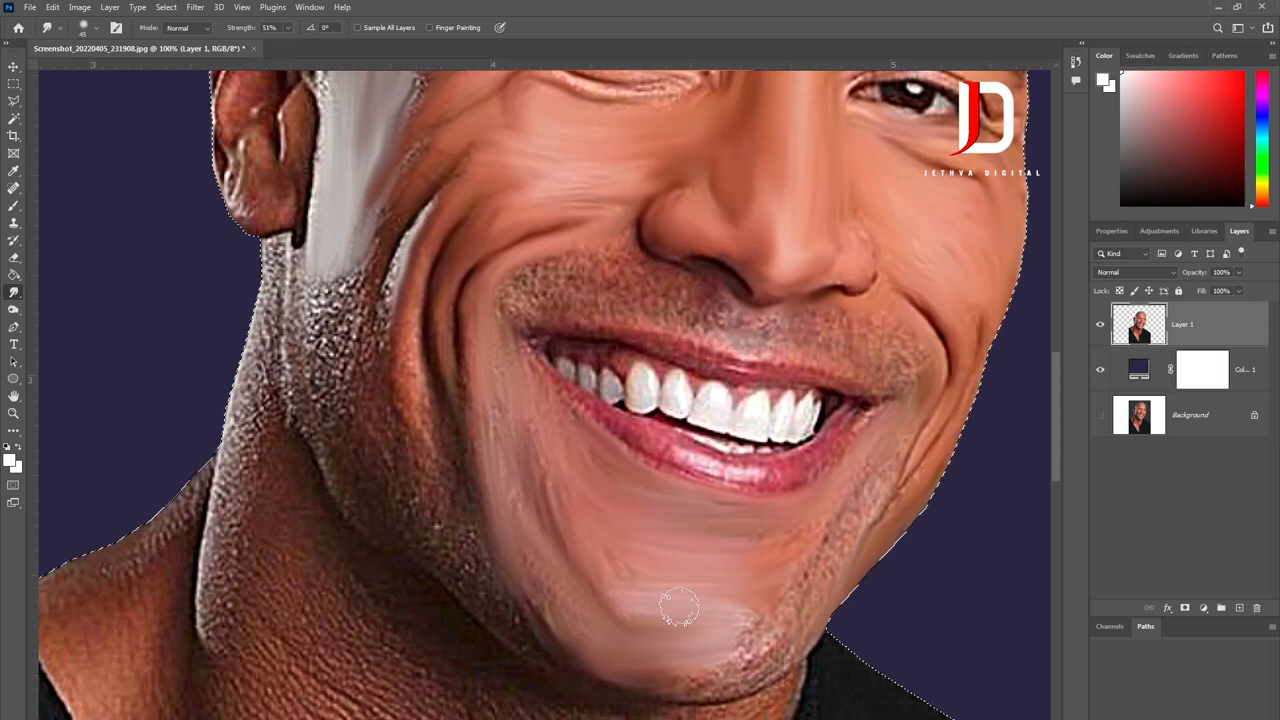 File Edit Image Layer Type Select Filter 3D View Plugins Window Help
45 Mode: Normal Strength: 51% 0° Sample All Layers Finger Painting
Screenshot_20220405_231908.jpg @ 100% (Layer 1, RGB/8*) *
3 4 5
3
JETHVA DIGITAL
Color Swatches Gradients Patterns
Properties Adjustments Libraries Layers
Kind
Normal Opacity: 100%
Lock: Fill: 100%
Layer 1
Col... 1
Background
Channels Paths